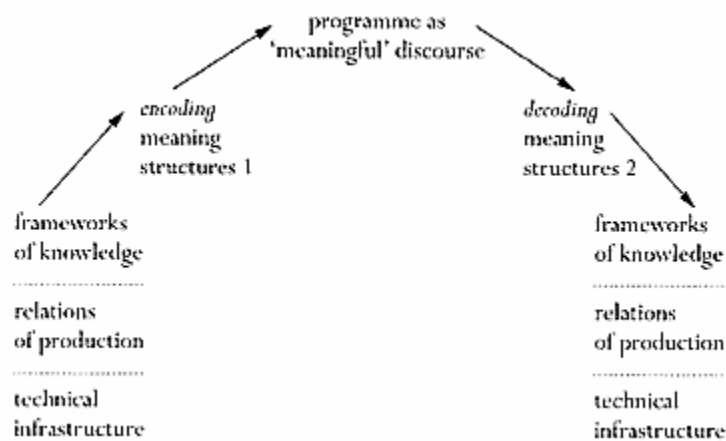 programme as
'meaningful' discourse
encoding
meaning
structures 1
decoding
meaning
structures 2
frameworks
of knowledge
relations
of production
technical
infrastructure
frameworks
of knowledge
relations
of production
technical
infrastructure